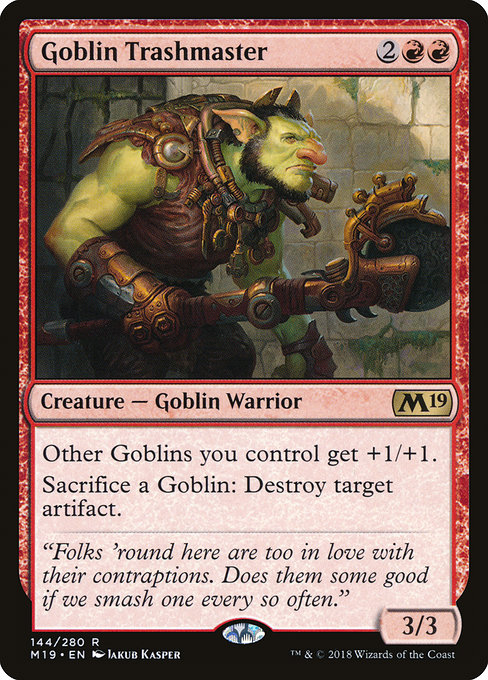 Goblin Trashmaster 2
Creature — Goblin Warrior M19
Other Goblins you control get +1/+1.
Sacrifice a Goblin: Destroy target
artifact.
“Folks ’round here are too in love with
their contraptions. Does them some good
if we smash one every so often.”
3/3
144/280 R
M19 • EN Jakub Kasper ™ & © 2018 Wizards of the Coast